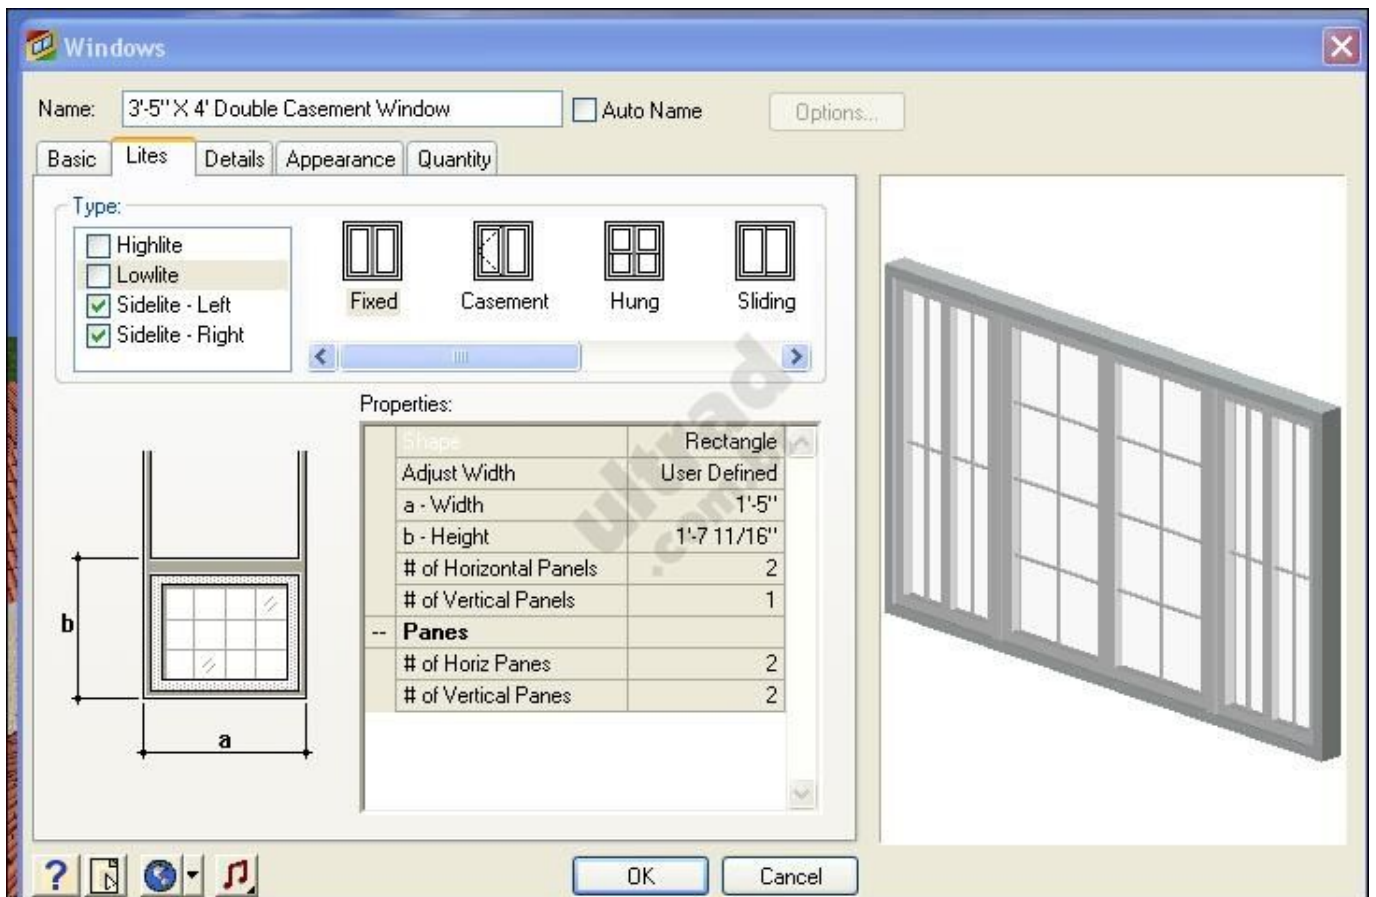 Windows
Name: 3'-5" X 4' Double Casement Window Auto Name Options...
Basic Lites Details Appearance Quantity
Type:
Highlite
Lowlite
Sidelite - Left
Sidelite - Right
Fixed Casement Hung Sliding
Properties:
Shape Rectangle
Adjust Width User Defined
a - Width 1'-5"
b - Height 1'-7 11/16"
# of Horizontal Panels 2
# of Vertical Panels 1
-- Panes
# of Horiz Panes 2
# of Vertical Panes 2
b
a
ultrad
OK Cancel